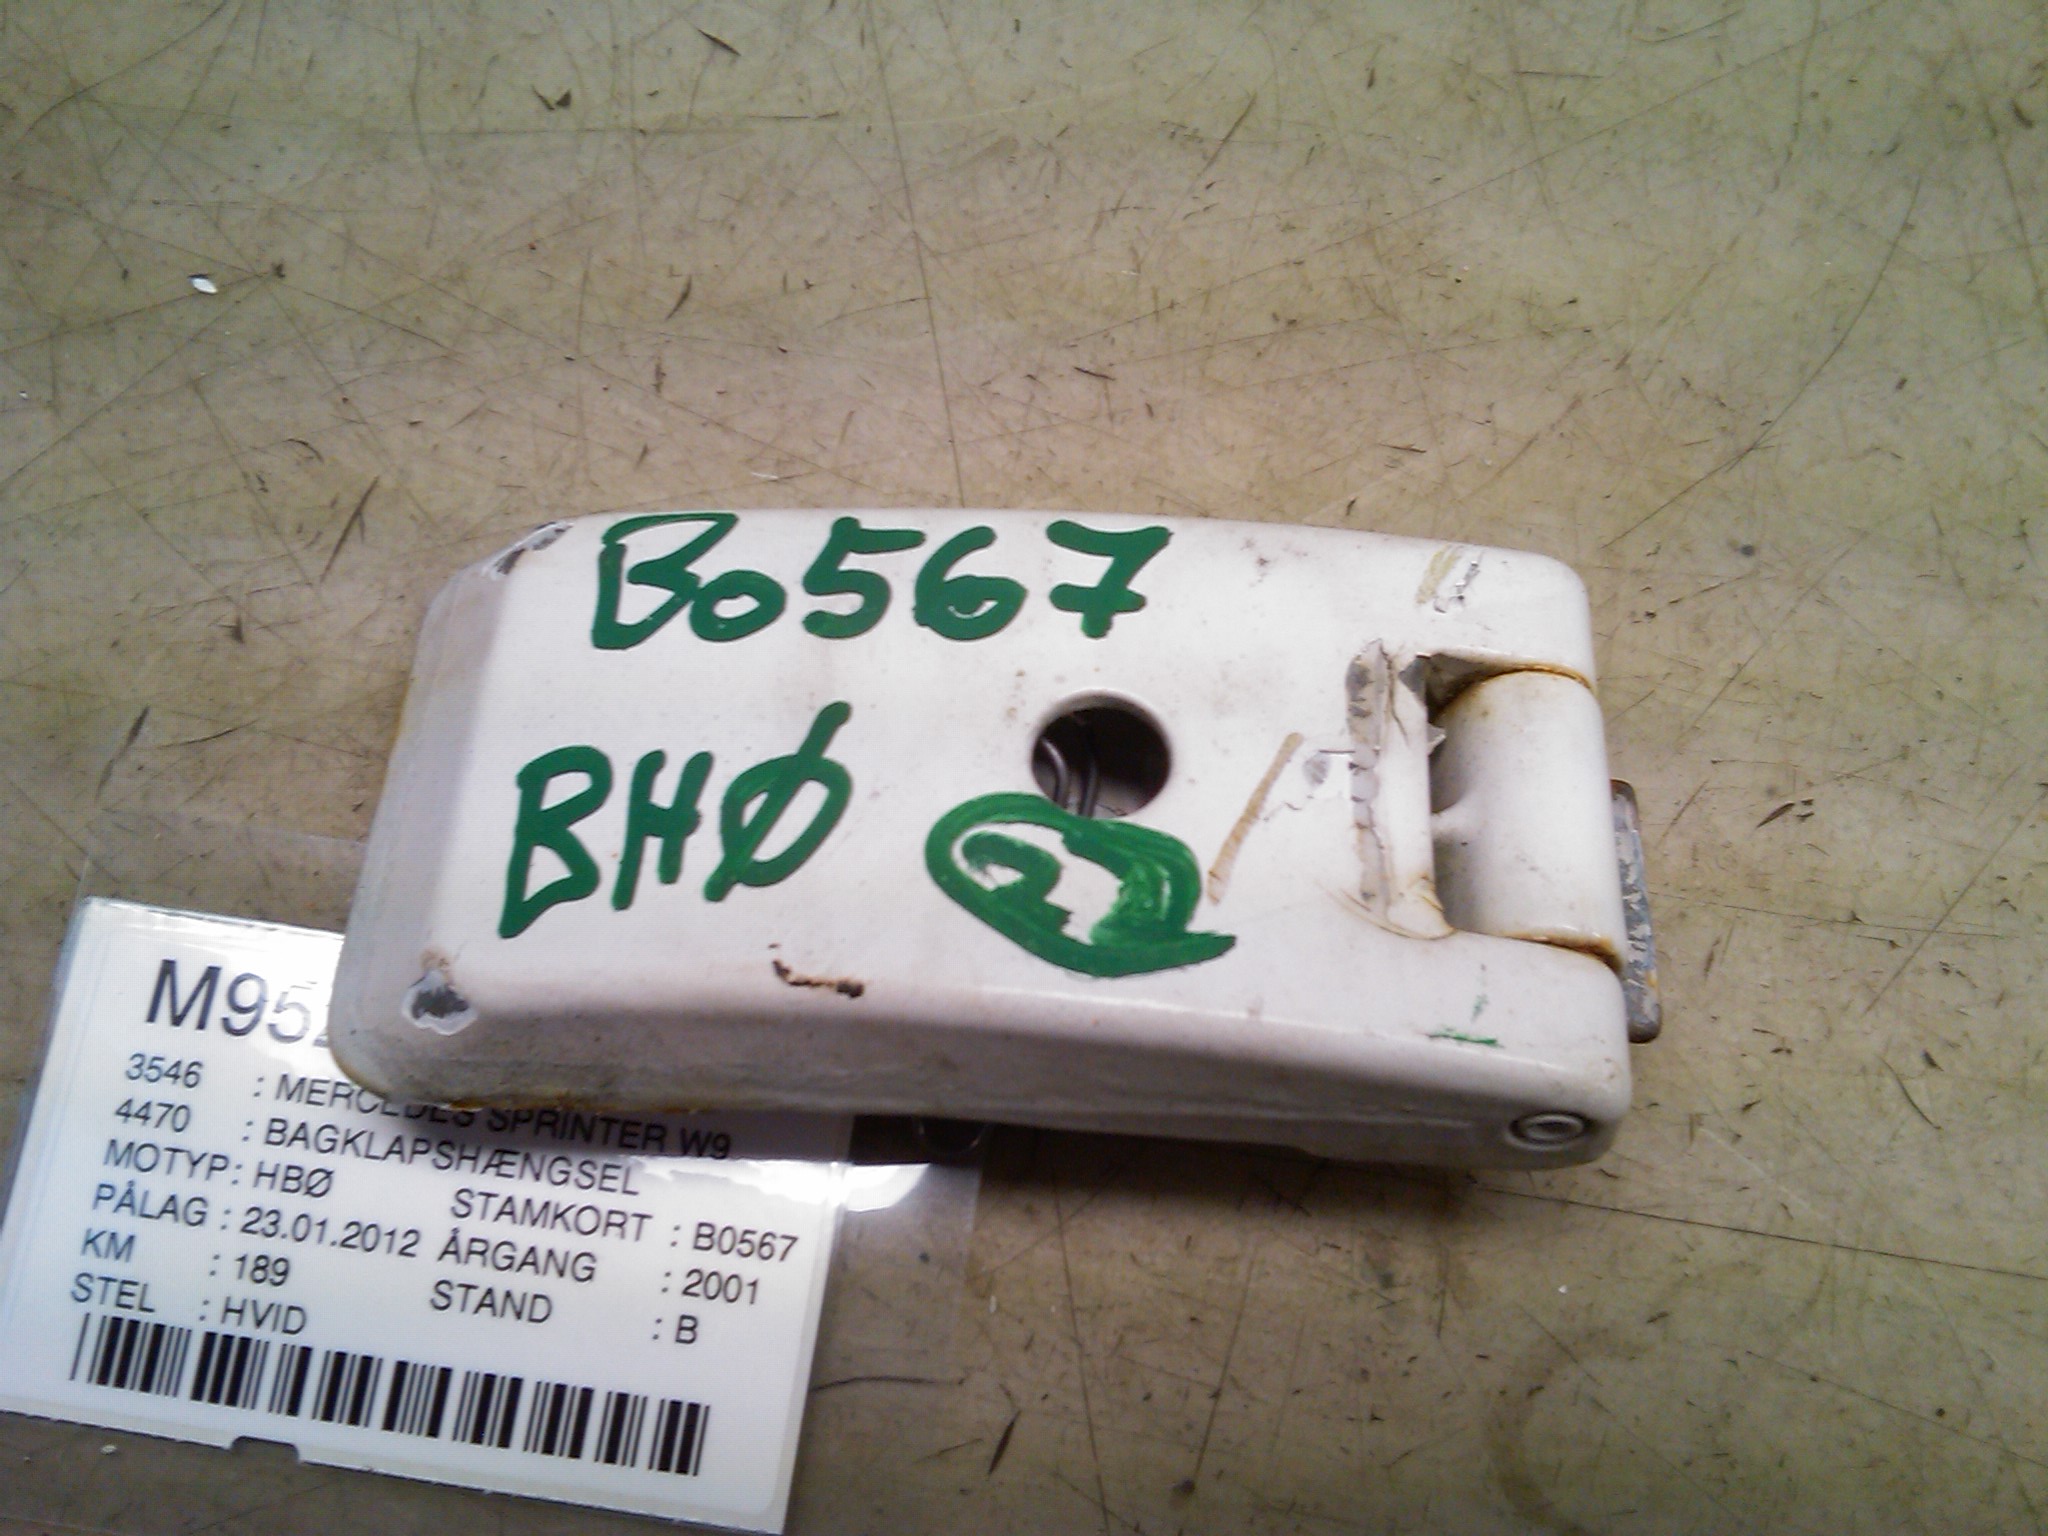 B0567
BHØ
M95
3546 : MERCEDES SPRINTER W9
4470 : BAGKLAPSHÆNGSEL
MOTYP: HBØ STAMKORT : B0567
PÅLAG : 23.01.2012 ÅRGANG : 2001
KM : 189 STAND : B
STEL : HVID